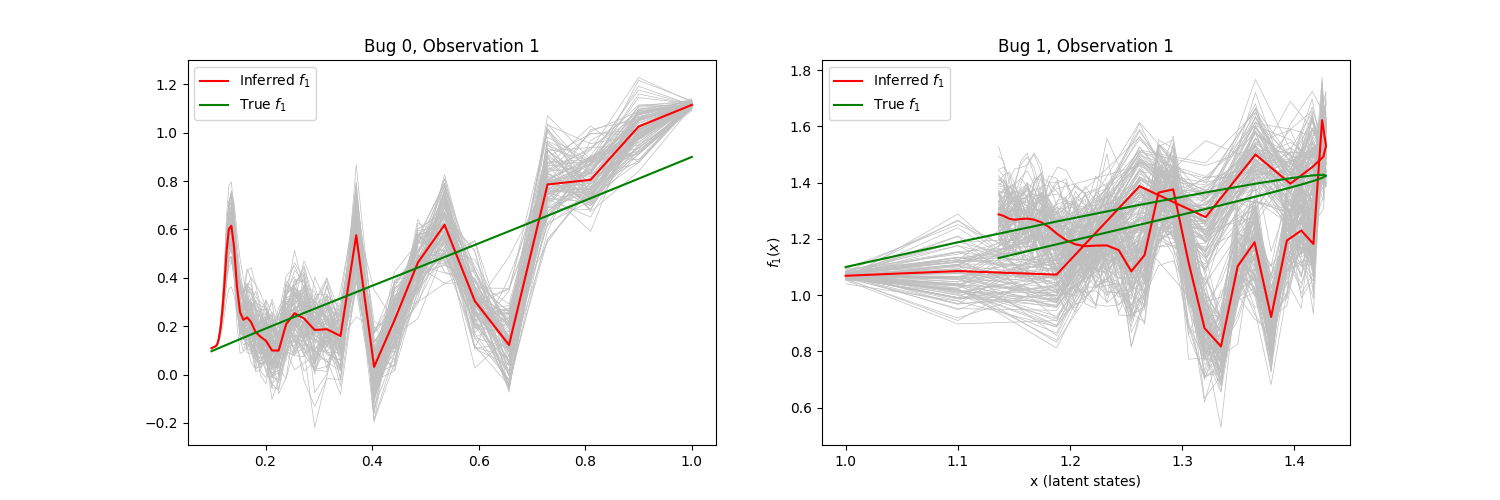 Bug 0, Observation 1
Inferred f₁
True f₁
1.2
1.0
0.8
0.6
0.4
0.2
0.0
−0.2
0.2 0.4 0.6 0.8 1.0
Bug 1, Observation 1
Inferred f₁
True f₁
f₁(x)
1.8
1.6
1.4
1.2
1.0
0.8
0.6
1.0 1.1 1.2 1.3 1.4
x (latent states)